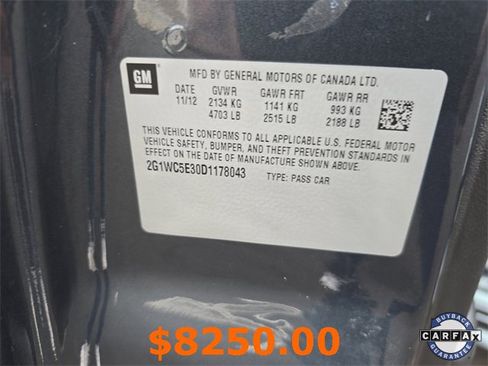 GM
MFD BY GENERAL MOTORS OF CANADA LTD.
DATE GVWR GAWR FRT GAWR RR
11/12 2134 KG 1141 KG 993 KG
4703 LB 2515 LB 2188 LB
THIS VEHICLE CONFORMS TO ALL APPLICABLE U.S. FEDERAL MOTOR
VEHICLE SAFETY, BUMPER, AND THEFT PREVENTION STANDARDS IN
EFFECT ON THE DATE OF MANUFACTURE SHOWN ABOVE.
2G1WC5E30D1178043 TYPE: PASS CAR
$8250.00
BUYBACK
CARFAX
GUARANTEE